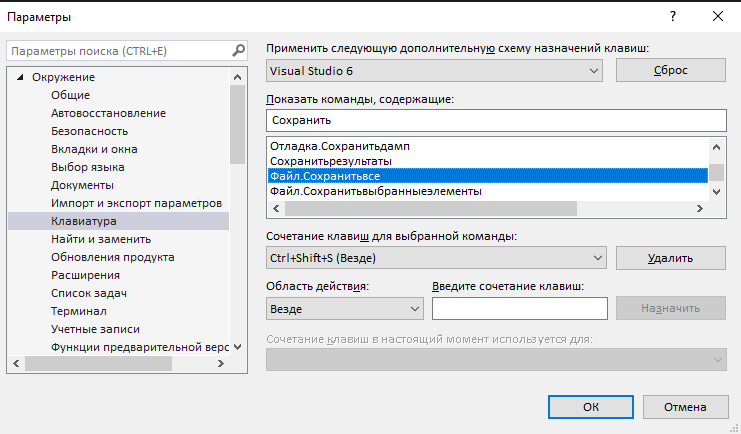 Параметры
Параметры поиска (CTRL+E)
Окружение
Общие
Автовосстановление
Безопасность
Вкладки и окна
Выбор языка
Документы
Импорт и экспорт параметров
Клавиатура
Найти и заменить
Обновления продукта
Расширения
Список задач
Терминал
Учетные записи
Функции предварительной верс
Применить следующую дополнительную схему назначений клавиш:
Visual Studio 6
Сброс
Показать команды, содержащие:
Сохранить
Отладка.Сохранитьдамп
Сохранитьрезультаты
Файл.Сохранитьвсе
Файл.Сохранитьвыбранныеэлементы
Сочетание клавиш для выбранной команды:
Ctrl+Shift+S (Везде)
Удалить
Область действия:
Введите сочетание клавиш:
Везде
Назначить
Сочетание клавиш в настоящий момент используется для:
ОК
Отмена